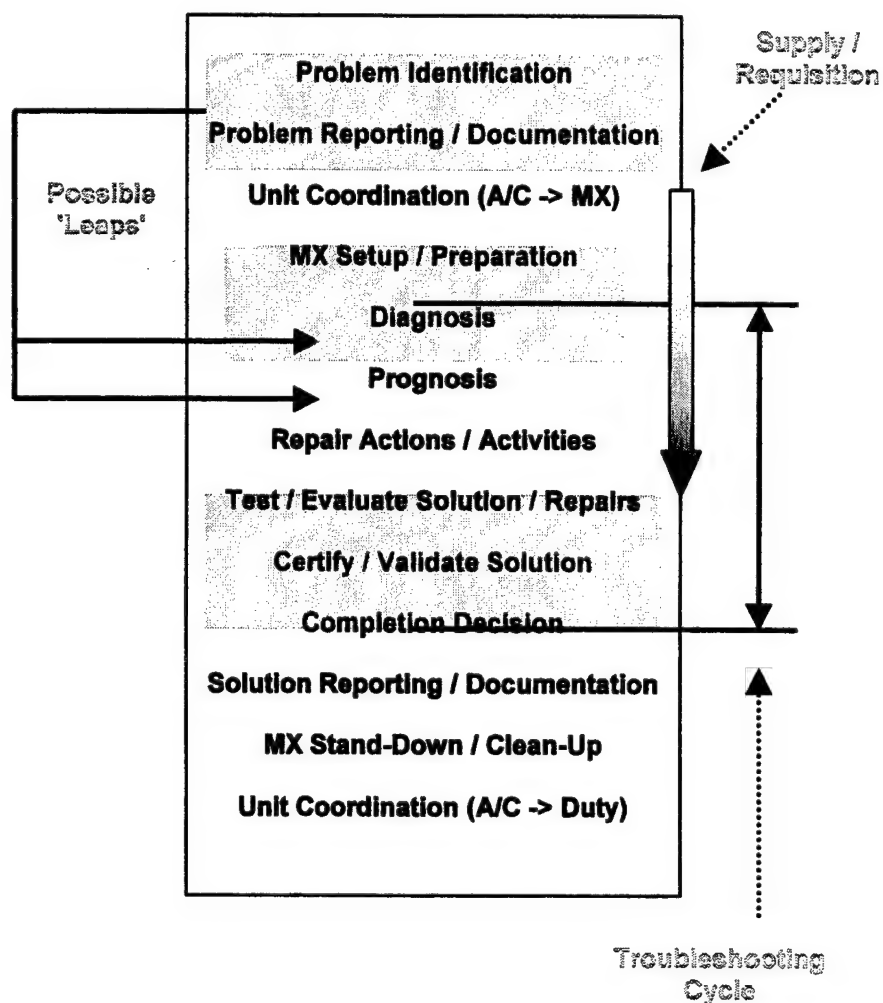 Supply /
Requisition
Problem Identification
Problem Reporting / Documentation
Possible
'Leaps'
Unit Coordination (A/C -> MX)
MX Setup / Preparation
Diagnosis
Prognosis
Repair Actions / Activities
Test / Evaluate Solution / Repairs
Certify / Validate Solution
Completion Decision
Solution Reporting / Documentation
MX Stand-Down / Clean-Up
Unit Coordination (A/C -> Duty)
Troubleshooting
Cycle